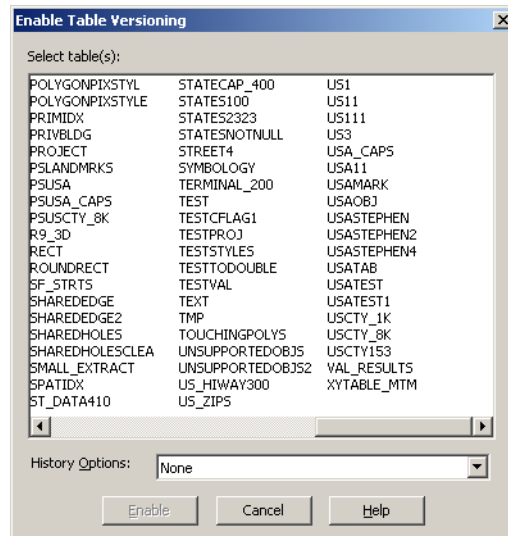 Enable Table Versioning
Select table(s):
POLYGONPIXSTYL STATECAP_400 US1
POLYGONPIXSTYLE STATES100 US11
PRIMIDX STATES2323 US111
PRIVBLDG STATESNOTNULL US3
PROJECT STREET4 USA_CAPS
PSLANDMRKS SYMBOLOGY USA11
PSUSA TERMINAL_200 USAMARK
PSUSA_CAPS TEST USAOBJ
PSUSCTY_8K TESTCFLAG1 USASTEPHEN
R9_3D TESTPROJ USASTEPHEN2
RECT TESTSTYLES USASTEPHEN4
ROUNDRECT TESTTODOUBLE USATAB
SF_STRTS TESTVAL USATEST
SHAREDEDGE TEXT USATEST1
SHAREDEDGE2 TMP USCTY_1K
SHAREDHOLES TOUCHINGPOLYS USCTY_8K
SHAREDHOLESCLEA UNSUPPORTEDOBJS USCTY153
SMALL_EXTRACT UNSUPPORTEDOBJS2 VAL_RESULTS
SPATIDX US_HIWAY300 XYTABLE_MTM
ST_DATA410 US_ZIPS
History Options: None
Enable Cancel Help